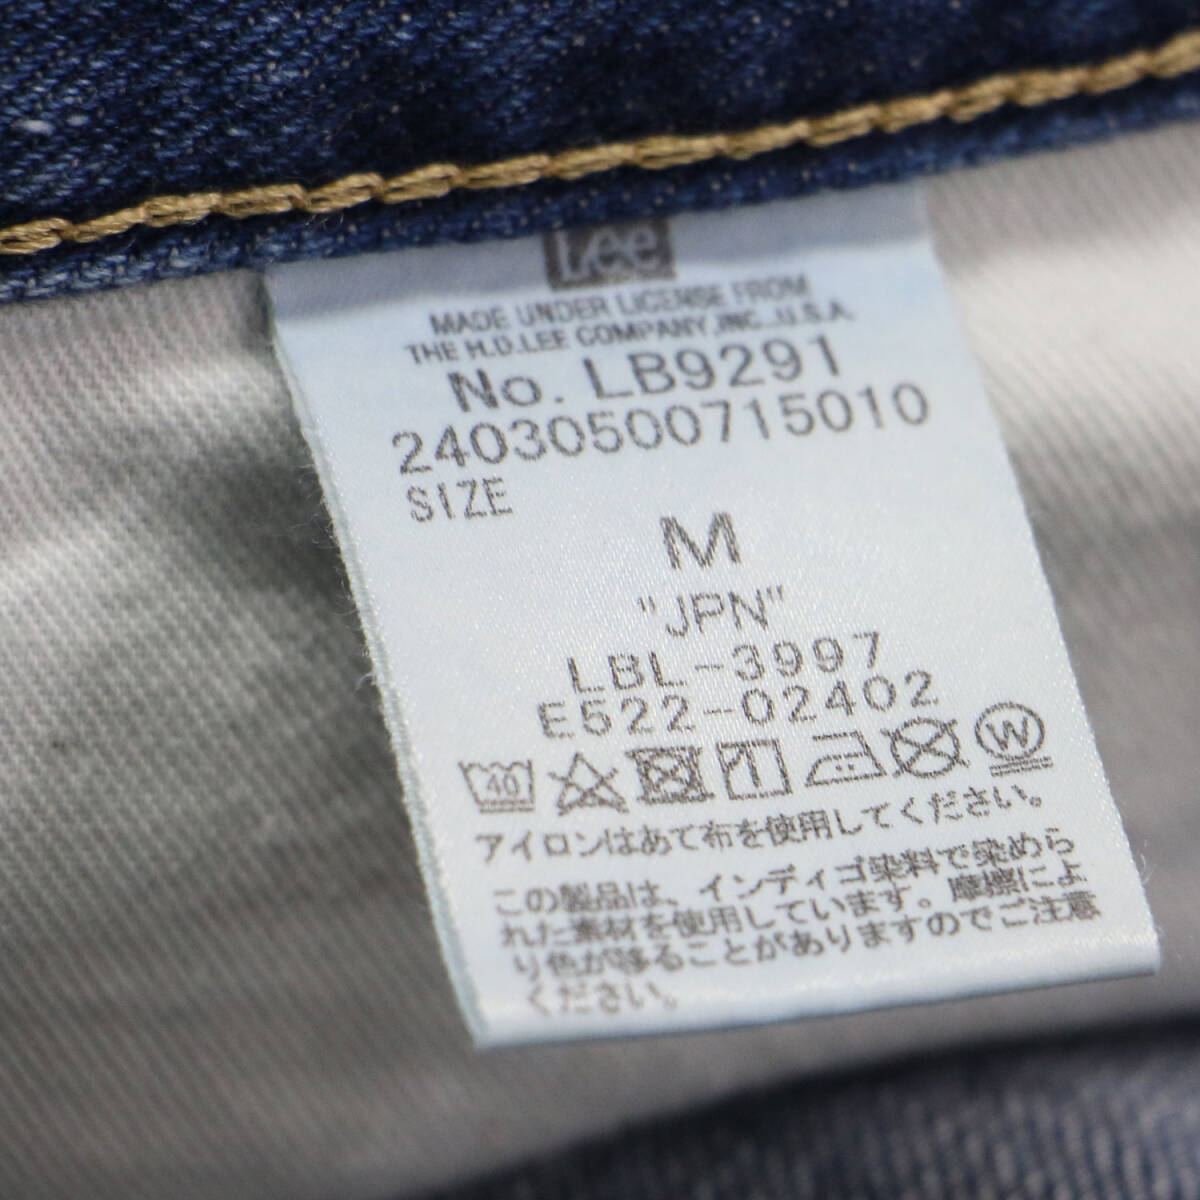 Lee
MADE UNDER LICENSE FROM
THE H.D.LEE COMPANY,INC.,U.S.A.
No. LB9291
24030500715010
SIZE
M
"JPN"
LBL-3997
E522-02402
40
W
アイロンはあて布を使用してください。
この製品は、インディゴ染料で染めら
れた素材を使用しています。摩擦によ
り色が移ることがありますのでご注意
ください。